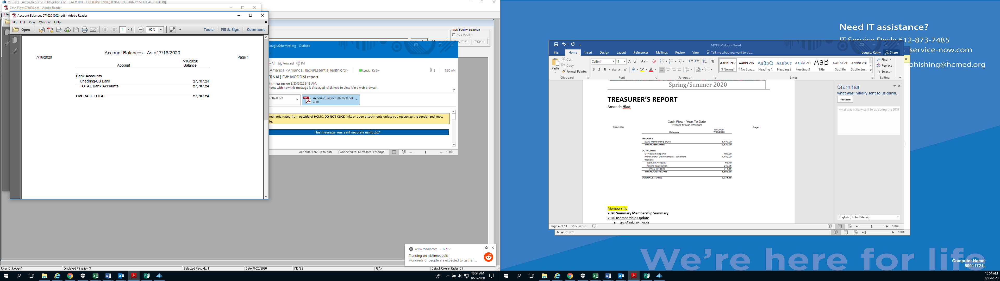 METRIQ Active Registry: PHRegistryHCM [FAC#: 001 - FIN: 0006610950 (HENNEPIN COUNTY MEDICAL CENTER)]
Cash Flow 071620.pdf - Adobe Reader
File
Account Balances 071620 (002).pdf - Adobe Reader
File Edit View Window Help
Open 1 / 1 99% Tools Fill & Sign Comment
Account Balances - As of 7/16/2020
7/16/2020 Page 1
7/16/2020
Account Balance
Bank Accounts
Checking-US Bank 27,707.24
TOTAL Bank Accounts 27,707.24
OVERALL TOTAL 27,707.24
Multi-Facility Selection
Multi-Facility
Case Compare
lougiu@hcmed.org - Outlook
All Forward IM
Amanda <Amanda.Hlad@EssentiaHealth.org> Lougiu, Kathy 2 7:50 AM
FW: MODDM report
his message on 8/25/2020 8:18 AM.
lems with how this message is displayed, click here to view it in a web browser.
071620.pdf
Account Balances 071620.pdf
4 KB
email originated from outside of HCMC. DO NOT CLICK links or open attachments unless you recognize the sender and know
fe.
This message was sent securely using Zix®
All folders are up to date. Connected to: Microsoft Exchange 100%
www.reddit.com • 17h
Trending on r/Minneapolis
Hundreds of people are expected to gather ...
User ID: klougiu1 Displayed Primaries: 3 Selected Records: 1 Date: 8/25/2020 KEYES JEAN Default Column Order: Off
10:54 AM
8/25/2020
Need IT assistance?
IT Service Desk: 612-873-7485
service-now.com
phishing@hcmed.org
MODDM.docx - Word
File Home Insert Design Layout References Mailings Review View Tell me what you want to do... Lougiu, Kathy Share
Paste
Cut
Copy
Format Painter
Calibri 11
AaBbCcDc AaBbCcDc AaBbC AaBbCc AaBbCcD AaB AaBbCcD AaBbCcDc
¶ Normal ¶ No Spac... Heading 1 Heading 2 Heading 3 Title Subtitle Subtle Em...
Find
Replace
Select
Clipboard Font Paragraph Styles Editing
Spring/Summer 2020
TREASURER'S REPORT
Amanda Hlad
Cash Flow - Year To Date
1/1/2020 through 7/16/2020
7/16/2020 Page 1
1/1/2020-
Category 7/16/2020
INFLOWS
2020 Membership Dues 5,130.00
TOTAL INFLOWS 5,130.00
OUTFLOWS
CTR Exam Stipend 100.00
Professional Development - Webinars 1,440.00
Website
Domain Account 65.70
Online registration 249.95
TOTAL Website 315.65
TOTAL OUTFLOWS 1,855.65
OVERALL TOTAL 3,274.35
Membership
2020 Summary Membership Summary
2020 Membership Update
• As of July 16, 2020
Grammar
what was initially sent to us durin...
Resume
what was initially sent to us during the 2019
English (United States)
Page 4 of 11 2559 words 100%
Screen 1 of 1 100%
We're here for life
Computer Name:
50011721L
10:54 AM
8/25/2020